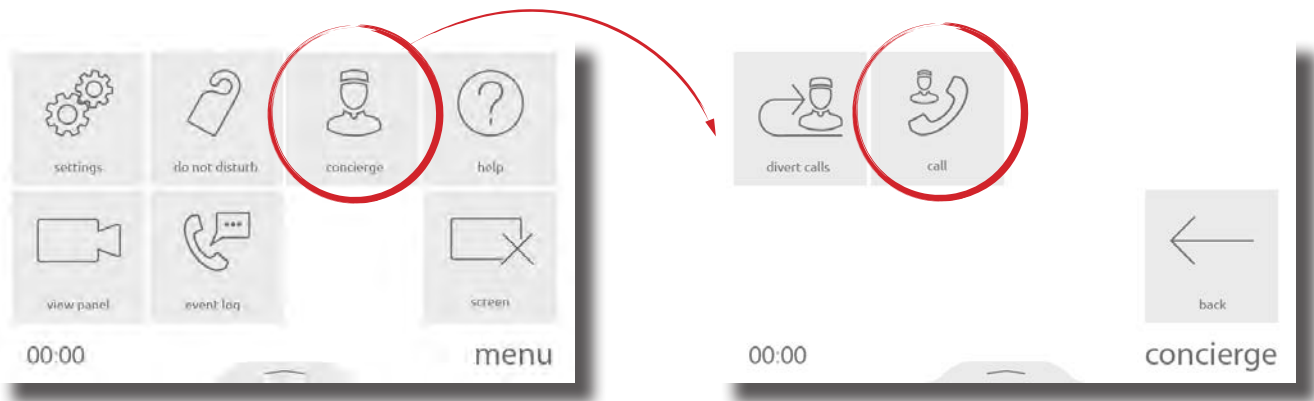 settings
do not disturb
concierge
help
view panel
event log
screen
00:00
menu
divert calls
call
back
00:00
concierge